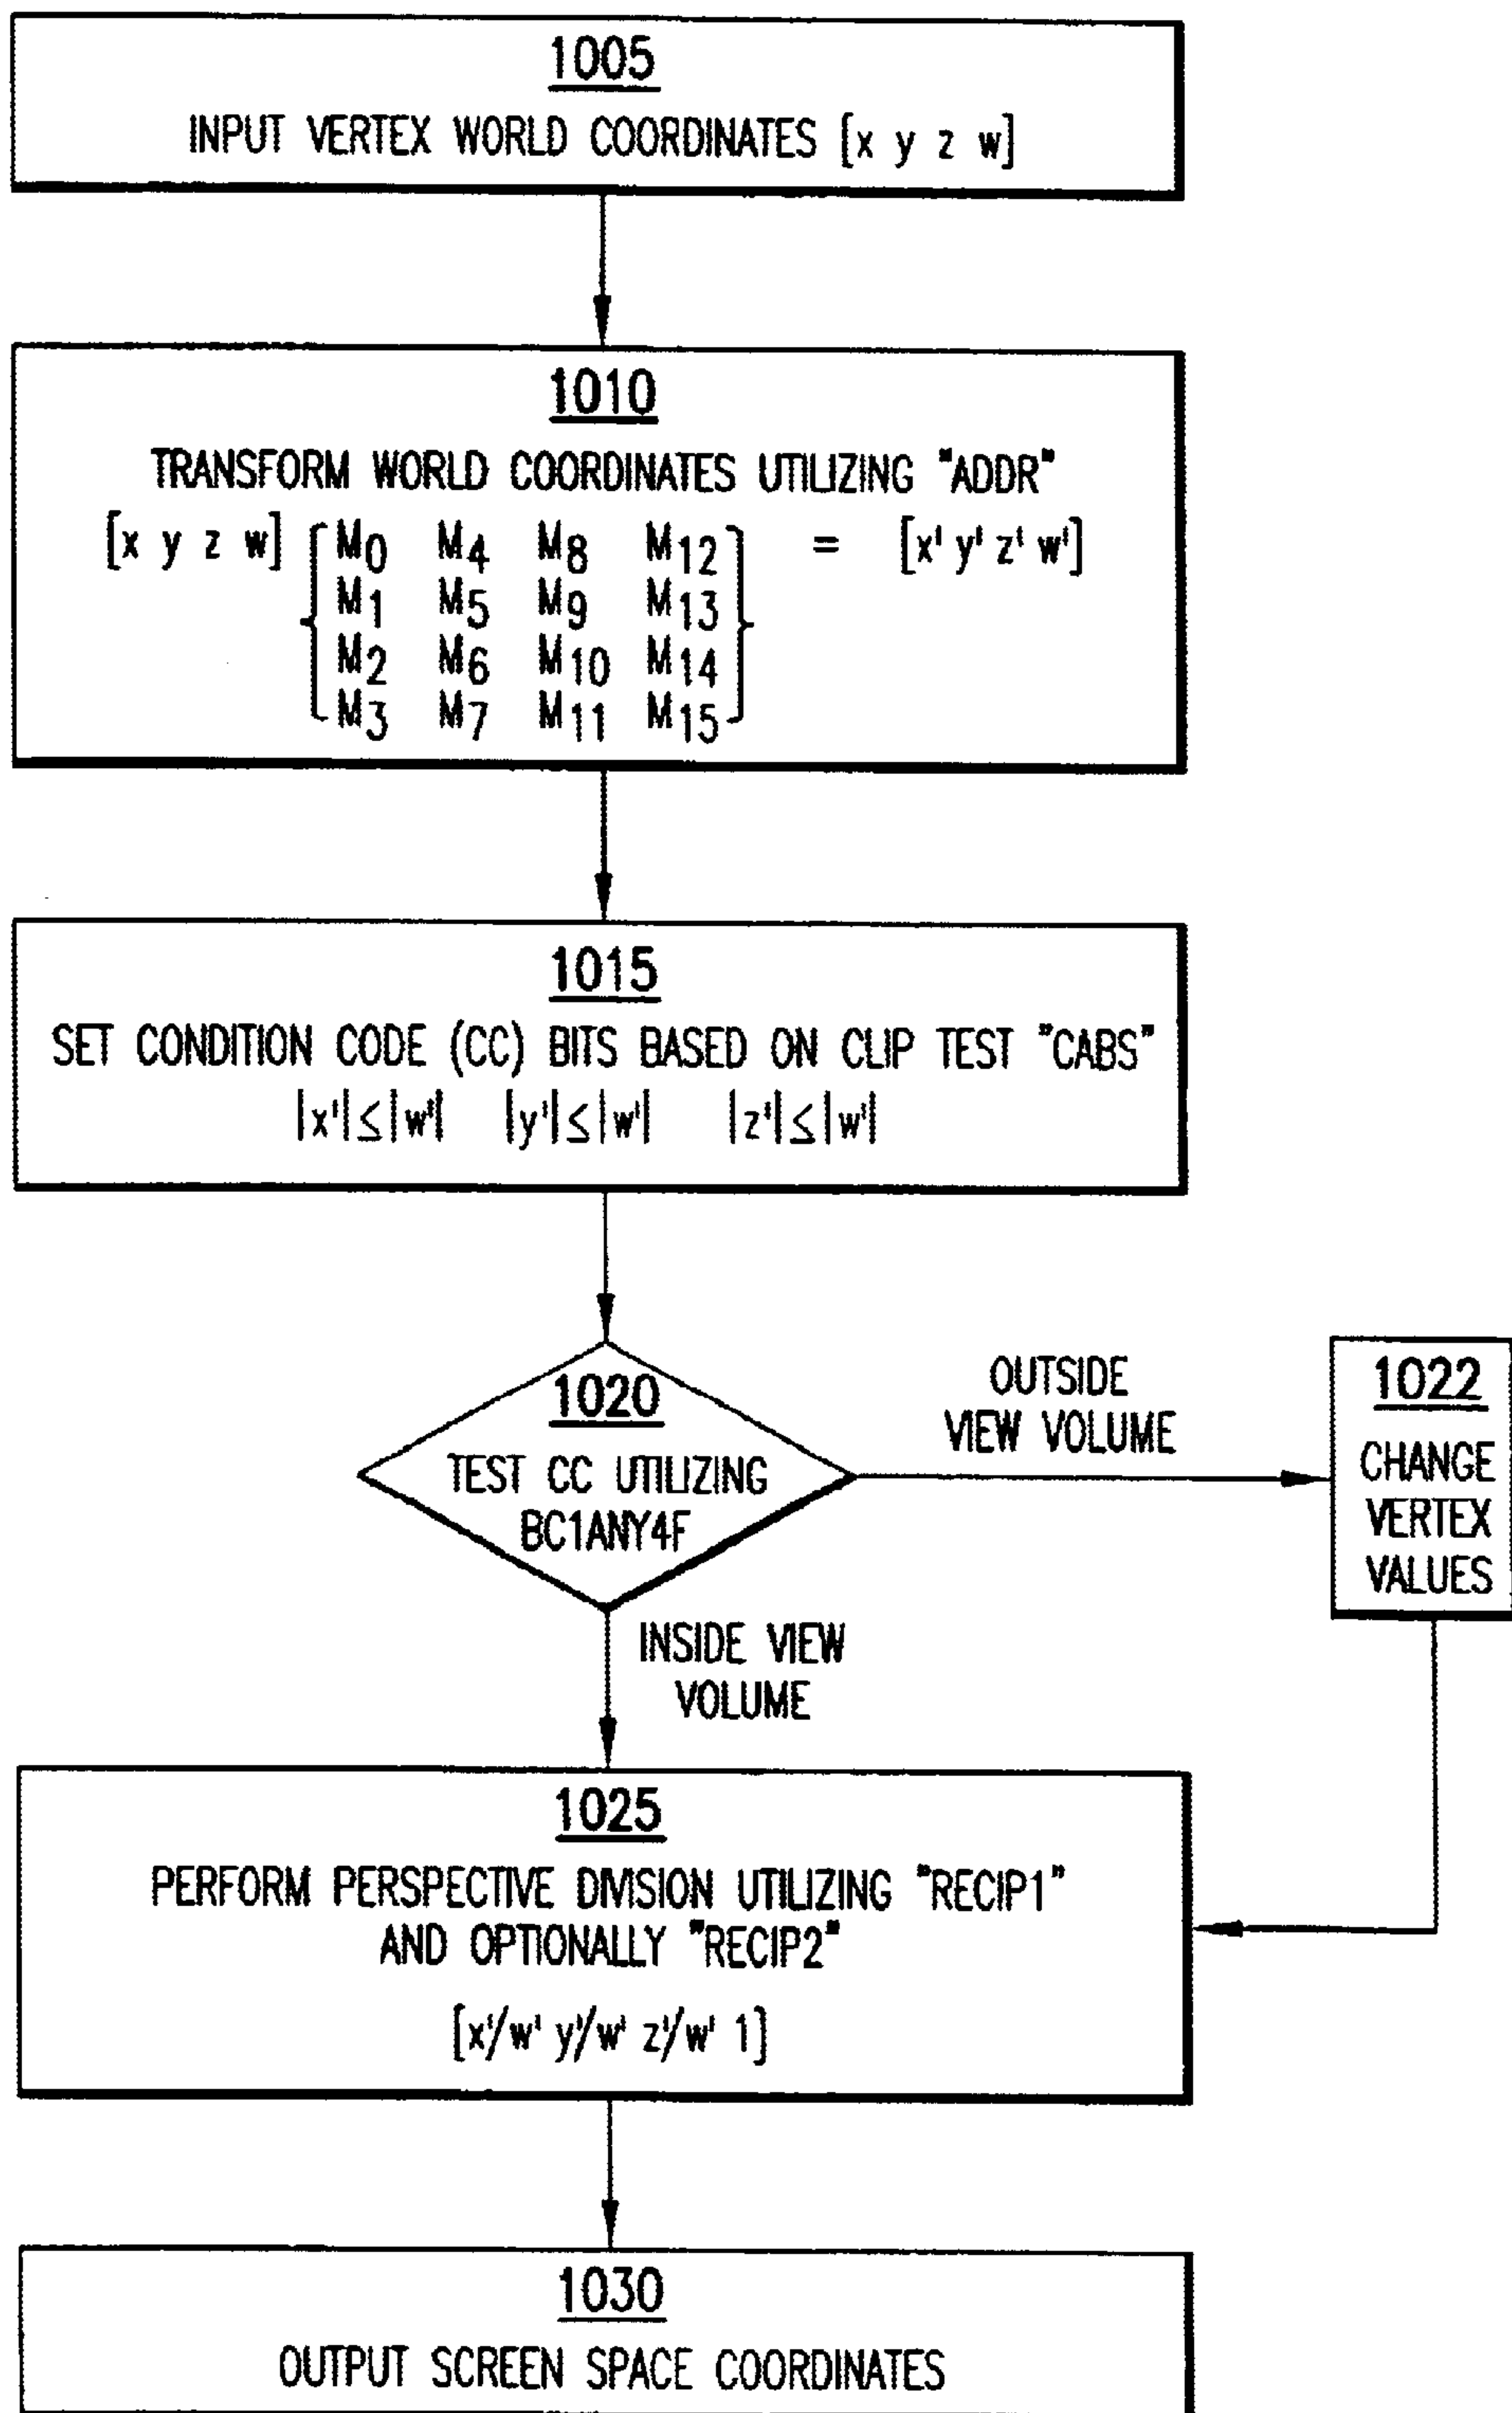 1005
INPUT VERTEX WORLD COORDINATES [x y z w]
1010
TRANSFORM WORLD COORDINATES UTILIZING "ADDR"
[x y z w] { M0 M4 M8 M12 } = [x' y' z' w']
M1 M5 M9 M13
M2 M6 M10 M14
M3 M7 M11 M15
1015
SET CONDITION CODE (CC) BITS BASED ON CLIP TEST "CABS"
|x'|≤|w'| |y'|≤|w'| |z'|≤|w'|
1020
TEST CC UTILIZING
BC1ANY4F
OUTSIDE
VIEW VOLUME
1022
CHANGE
VERTEX
VALUES
INSIDE VIEW
VOLUME
1025
PERFORM PERSPECTIVE DIVISION UTILIZING "RECIP1"
AND OPTIONALLY "RECIP2"
[x'/w' y'/w' z'/w' 1]
1030
OUTPUT SCREEN SPACE COORDINATES